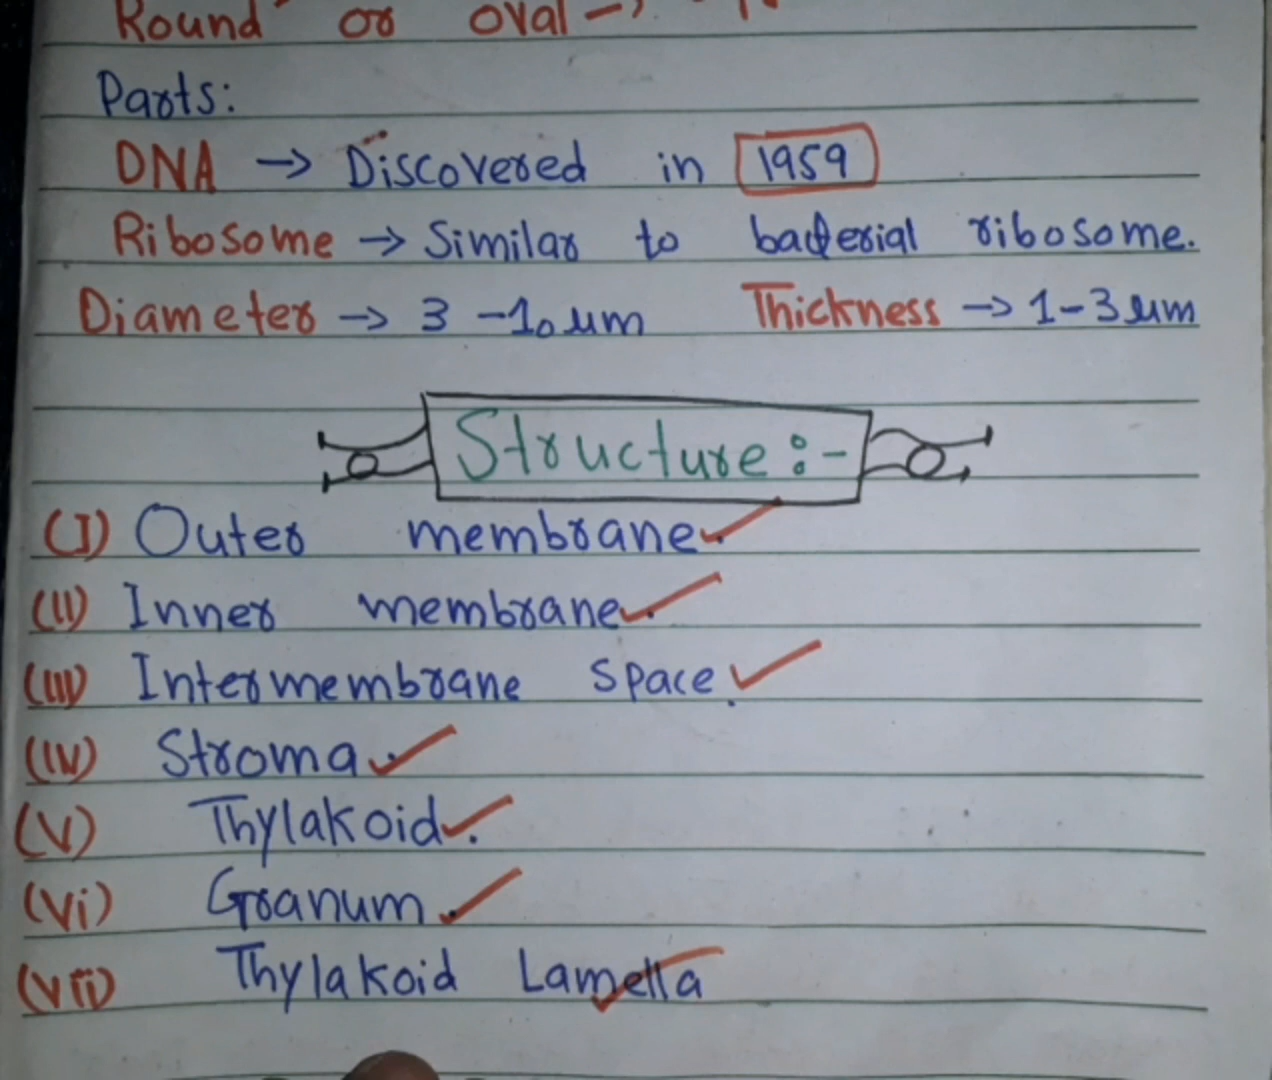 Round or oval →
Parts:
DNA → Discovered in 1959
Ribosome → Similar to bacterial ribosome.
Diameter → 3 - 10 um Thickness → 1-3 um
Structure :-
(I) Outer membrane.
(II) Inner membrane.
(III) Intermembrane space.
(IV) Stroma.
(V) Thylakoid.
(Vi) Granum.
(Vii) Thylakoid Lamella